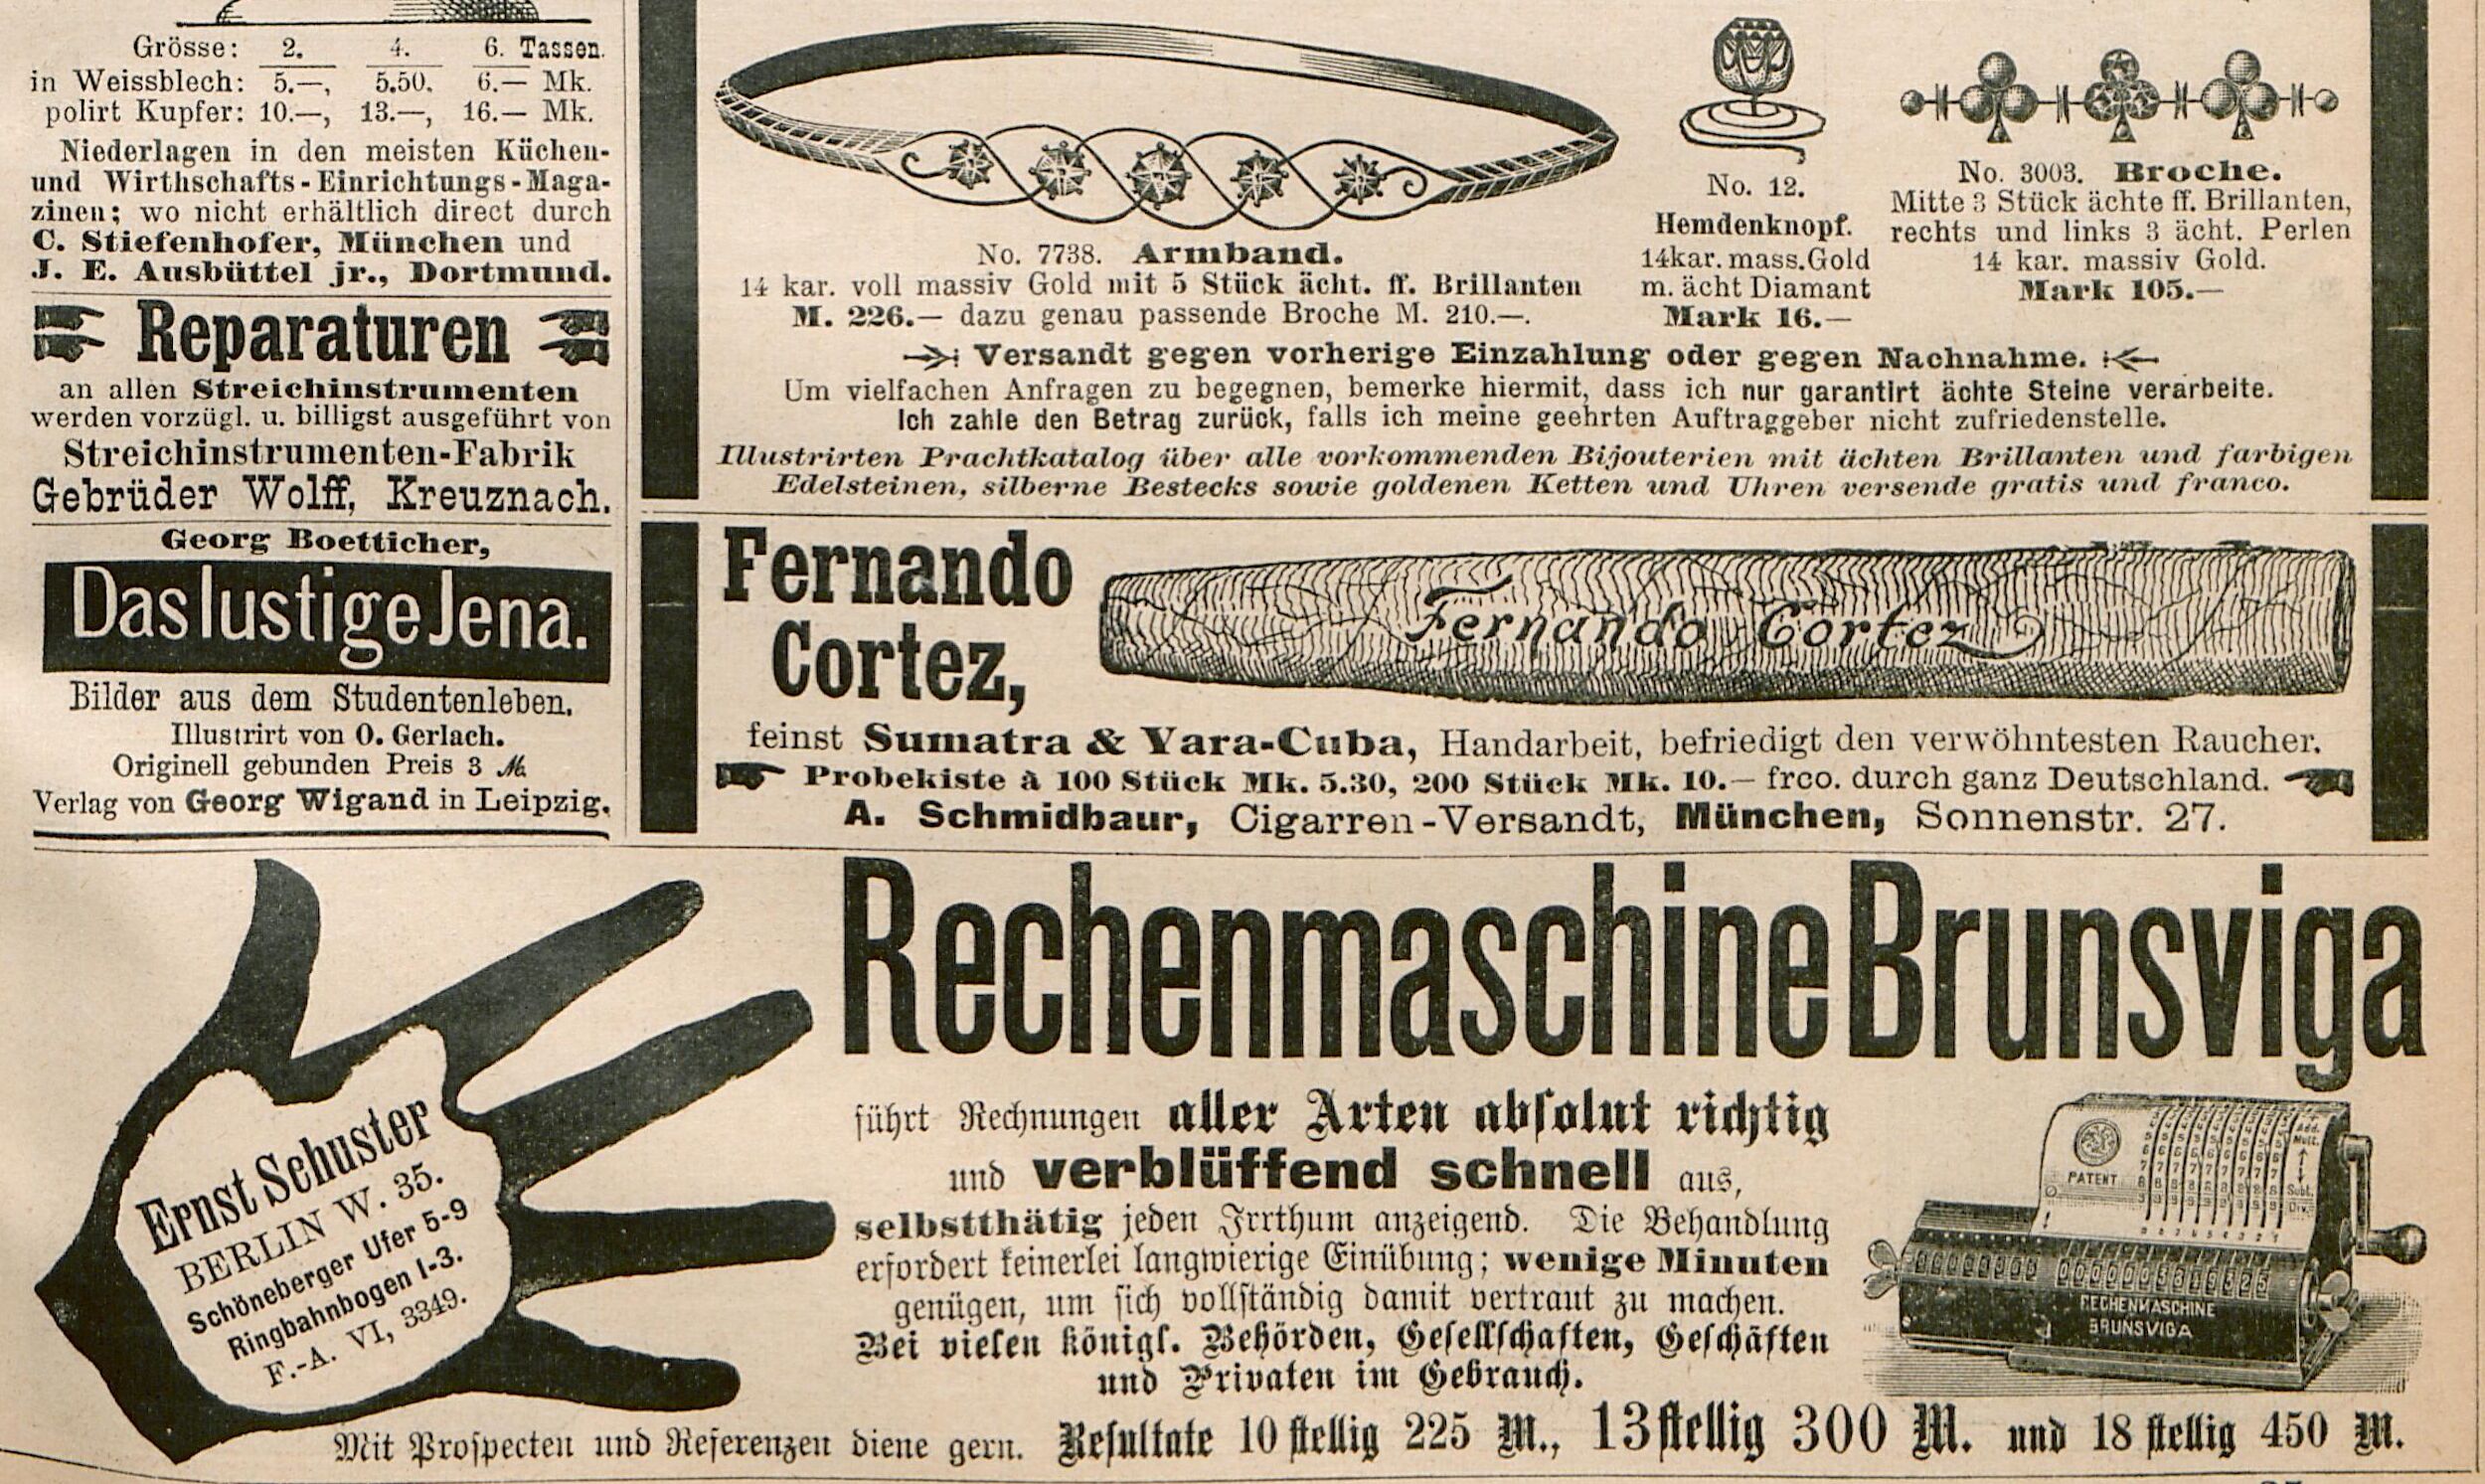 Grösse: 2. 4. 6. Tassen.
in Weissblech: 5.—, 5,50. 6.— Mk.
polirt Kupfer: 10.—, 13.—, 16.— Mk.
Niederlagen in den meisten Küchen-
und Wirthschafts-Einrichtungs-Maga-
zinen; wo nicht erhältlich direct durch
C. Stiefenhofer, München und
J. E. Ausbüttel jr., Dortmund.
Reparaturen
an allen Streichinstrumenten
werden vorzügl. u. billigst ausgeführt von
Streichinstrumenten-Fabrik
Gebrüder Wolff, Kreuznach.
Georg Boetticher,
Das lustige Jena.
Bilder aus dem Studentenleben.
Illustrirt von O. Gerlach.
Originell gebunden Preis 3 M.
Verlag von Georg Wigand in Leipzig.
No. 7738. Armband.
14 kar. voll massiv Gold mit 5 Stück ächt. ff. Brillanten
M. 226.— dazu genau passende Broche M. 210.—.
No. 12.
Hemdenknopf.
14kar. mass. Gold
m. ächt Diamant
Mark 16.—
No. 3003. Broche.
Mitte 3 Stück ächte ff. Brillanten,
rechts und links 3 ächt. Perlen
14 kar. massiv Gold.
Mark 105.—
Versandt gegen vorherige Einzahlung oder gegen Nachnahme.
Um vielfachen Anfragen zu begegnen, bemerke hiermit, dass ich nur garantirt ächte Steine verarbeite.
Ich zahle den Betrag zurück, falls ich meine geehrten Auftraggeber nicht zufriedenstelle.
Illustrirten Prachtkatalog über alle vorkommenden Bijouterien mit ächten Brillanten und farbigen
Edelsteinen, silberne Bestecks sowie goldenen Ketten und Uhren versende gratis und franco.
Fernando
Cortez,
Fernando Cortez
feinst Sumatra & Yara-Cuba, Handarbeit, befriedigt den verwöhntesten Raucher.
Probekiste à 100 Stück Mk. 5.30, 200 Stück Mk. 10.— frco. durch ganz Deutschland.
A. Schmidbaur, Cigarren-Versandt, München, Sonnenstr. 27.
Rechenmaschine Brunsviga
Ernst Schuster
BERLIN W. 35.
Schöneberger Ufer 5-9
Ringbahnbogen I-3.
F.-A. VI, 3349.
führt Rechnungen aller Arten absolut richtig
und verblüffend schnell aus,
selbstthätig jeden Irrthum anzeigend. Die Behandlung
erfordert keinerlei langwierige Einübung; wenige Minuten
genügen, um sich vollständig damit vertraut zu machen.
Bei vielen königl. Behörden, Gesellschaften, Geschäften
und Privaten im Gebrauch.
PATENT
Add.
Mult.
Subt.
Div.
RECHENMASCHINE
BRUNSVIGA
Mit Prospecten und Referenzen diene gern. Resultate 10 stellig 225 M., 13 stellig 300 M. und 18 stellig 450 M.